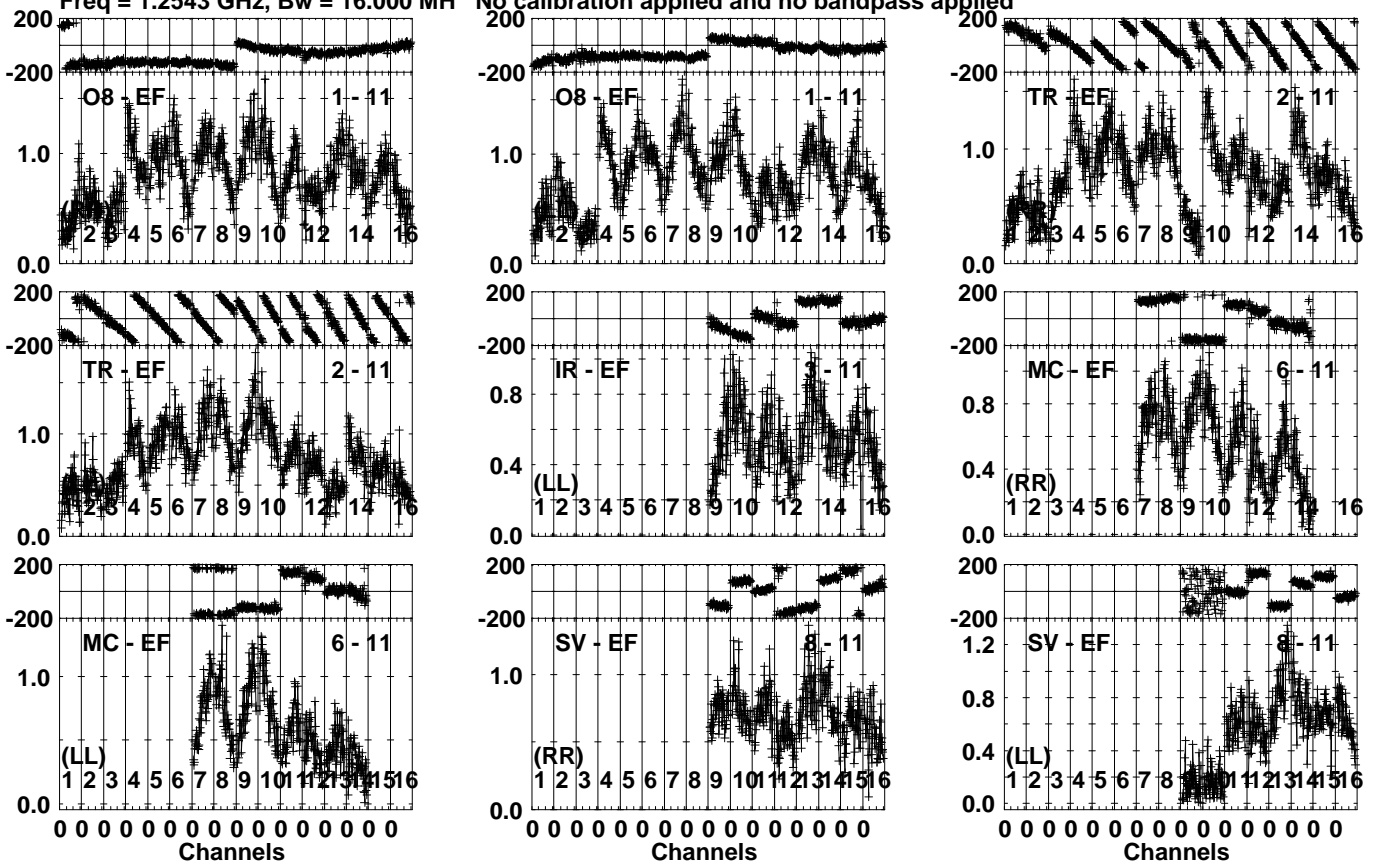 Freq = 1.2543 GHz, Bw = 16.000 MH No calibration applied and no bandpass applied
200 200 200
-200 -200 -200
O8 - EF 1 - 11 O8 - EF 1 - 11 TR - EF 2 - 11
1.0 1.0 1.0
2 3 4 5 6 7 8 9 10 12 14 16 1 2 3 4 5 6 7 8 9 10 12 14 16 1 2 3 4 5 6 7 8 9 10 12 14 16
0.0 0.0 0.0
200 200 200
-200 -200 -200
TR - EF 2 - 11 IR - EF 3 - 11 MC - EF 6 - 11
1.0 0.8 0.8
0.4 0.4
(LL) (RR)
2 3 4 5 6 7 8 9 10 12 14 16 1 2 3 4 5 6 7 8 9 10 12 14 16 1 2 3 4 5 6 7 8 9 10 12 14 16
0.0 0.0 0.0
200 200 200
-200 -200 -200
MC - EF 6 - 11 SV - EF 8 - 11 SV - EF 8 - 11
1.2
1.0 1.0
0.8
(LL) (RR) (LL)
0.4
1 2 3 4 5 6 7 8 9 10 11 12 13 14 15 16 1 2 3 4 5 6 7 8 9 10 11 12 13 14 15 16 1 2 3 4 5 6 7 8 9 10 11 12 13 14 15 16
0.0 0.0 0.0
0 0 0 0 0 0 0 0 0 0 0 0 0 0 0 0 0 0 0 0 0 0 0 0 0 0 0 0 0 0 0 0 0 0 0 0 0 0 0 0 0 0 0 0 0 0 0 0
Channels Channels Channels